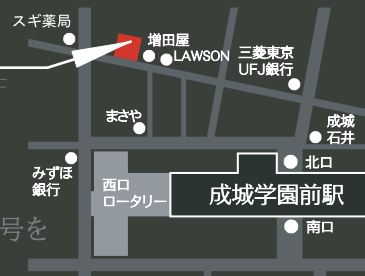 スギ薬局
増田屋
LAWSON
三菱東京
UFJ銀行
まさや
成城
石井
みずほ
銀行
西口
ロータリー
北口
成城学園前駅
南口
号を